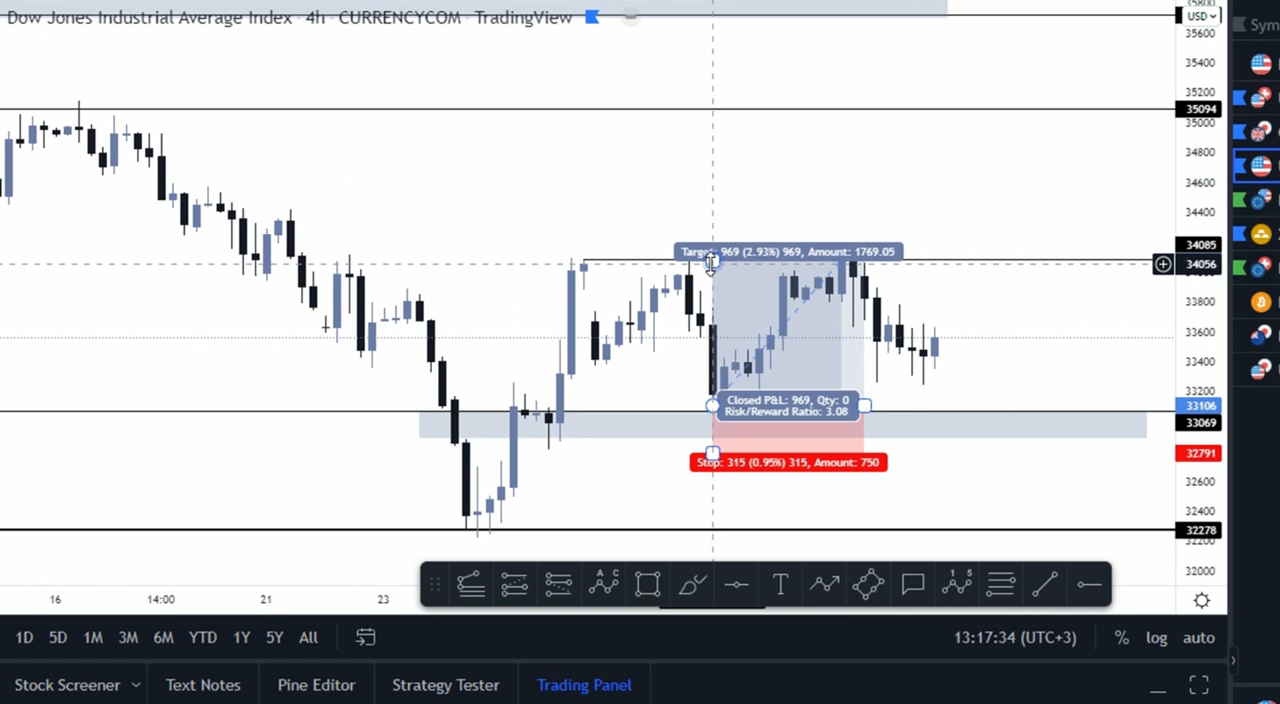 Dow Jones Industrial Average Index · 4h · CURRENCYCOM · TradingView
USD
35600
35400
35200
35094
35000
34800
34600
34400
34085
34056
33800
33600
33400
33200
33106
33069
32791
32600
32400
32278
32000
Target: 969 (2.93%) 969, Amount: 1769.05
Closed P&L: 969, Qty: 0
Risk/Reward Ratio: 3.08
Stop: 315 (0.95%) 315, Amount: 750
A C
T
1 5
16 14:00 21 23
1D 5D 1M 3M 6M YTD 1Y 5Y All 13:17:34 (UTC+3) % log auto
Stock Screener Text Notes Pine Editor Strategy Tester Trading Panel